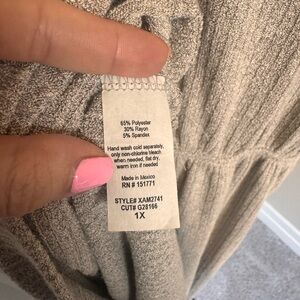 65% Polyester
30% Rayon
5% Spandex
Hand wash cold separately,
only non-chlorine bleach
when needed, flat dry,
warm iron if needed
Made in Mexico
RN # 151771
STYLE# XAM2741
CUT# G28166
1X